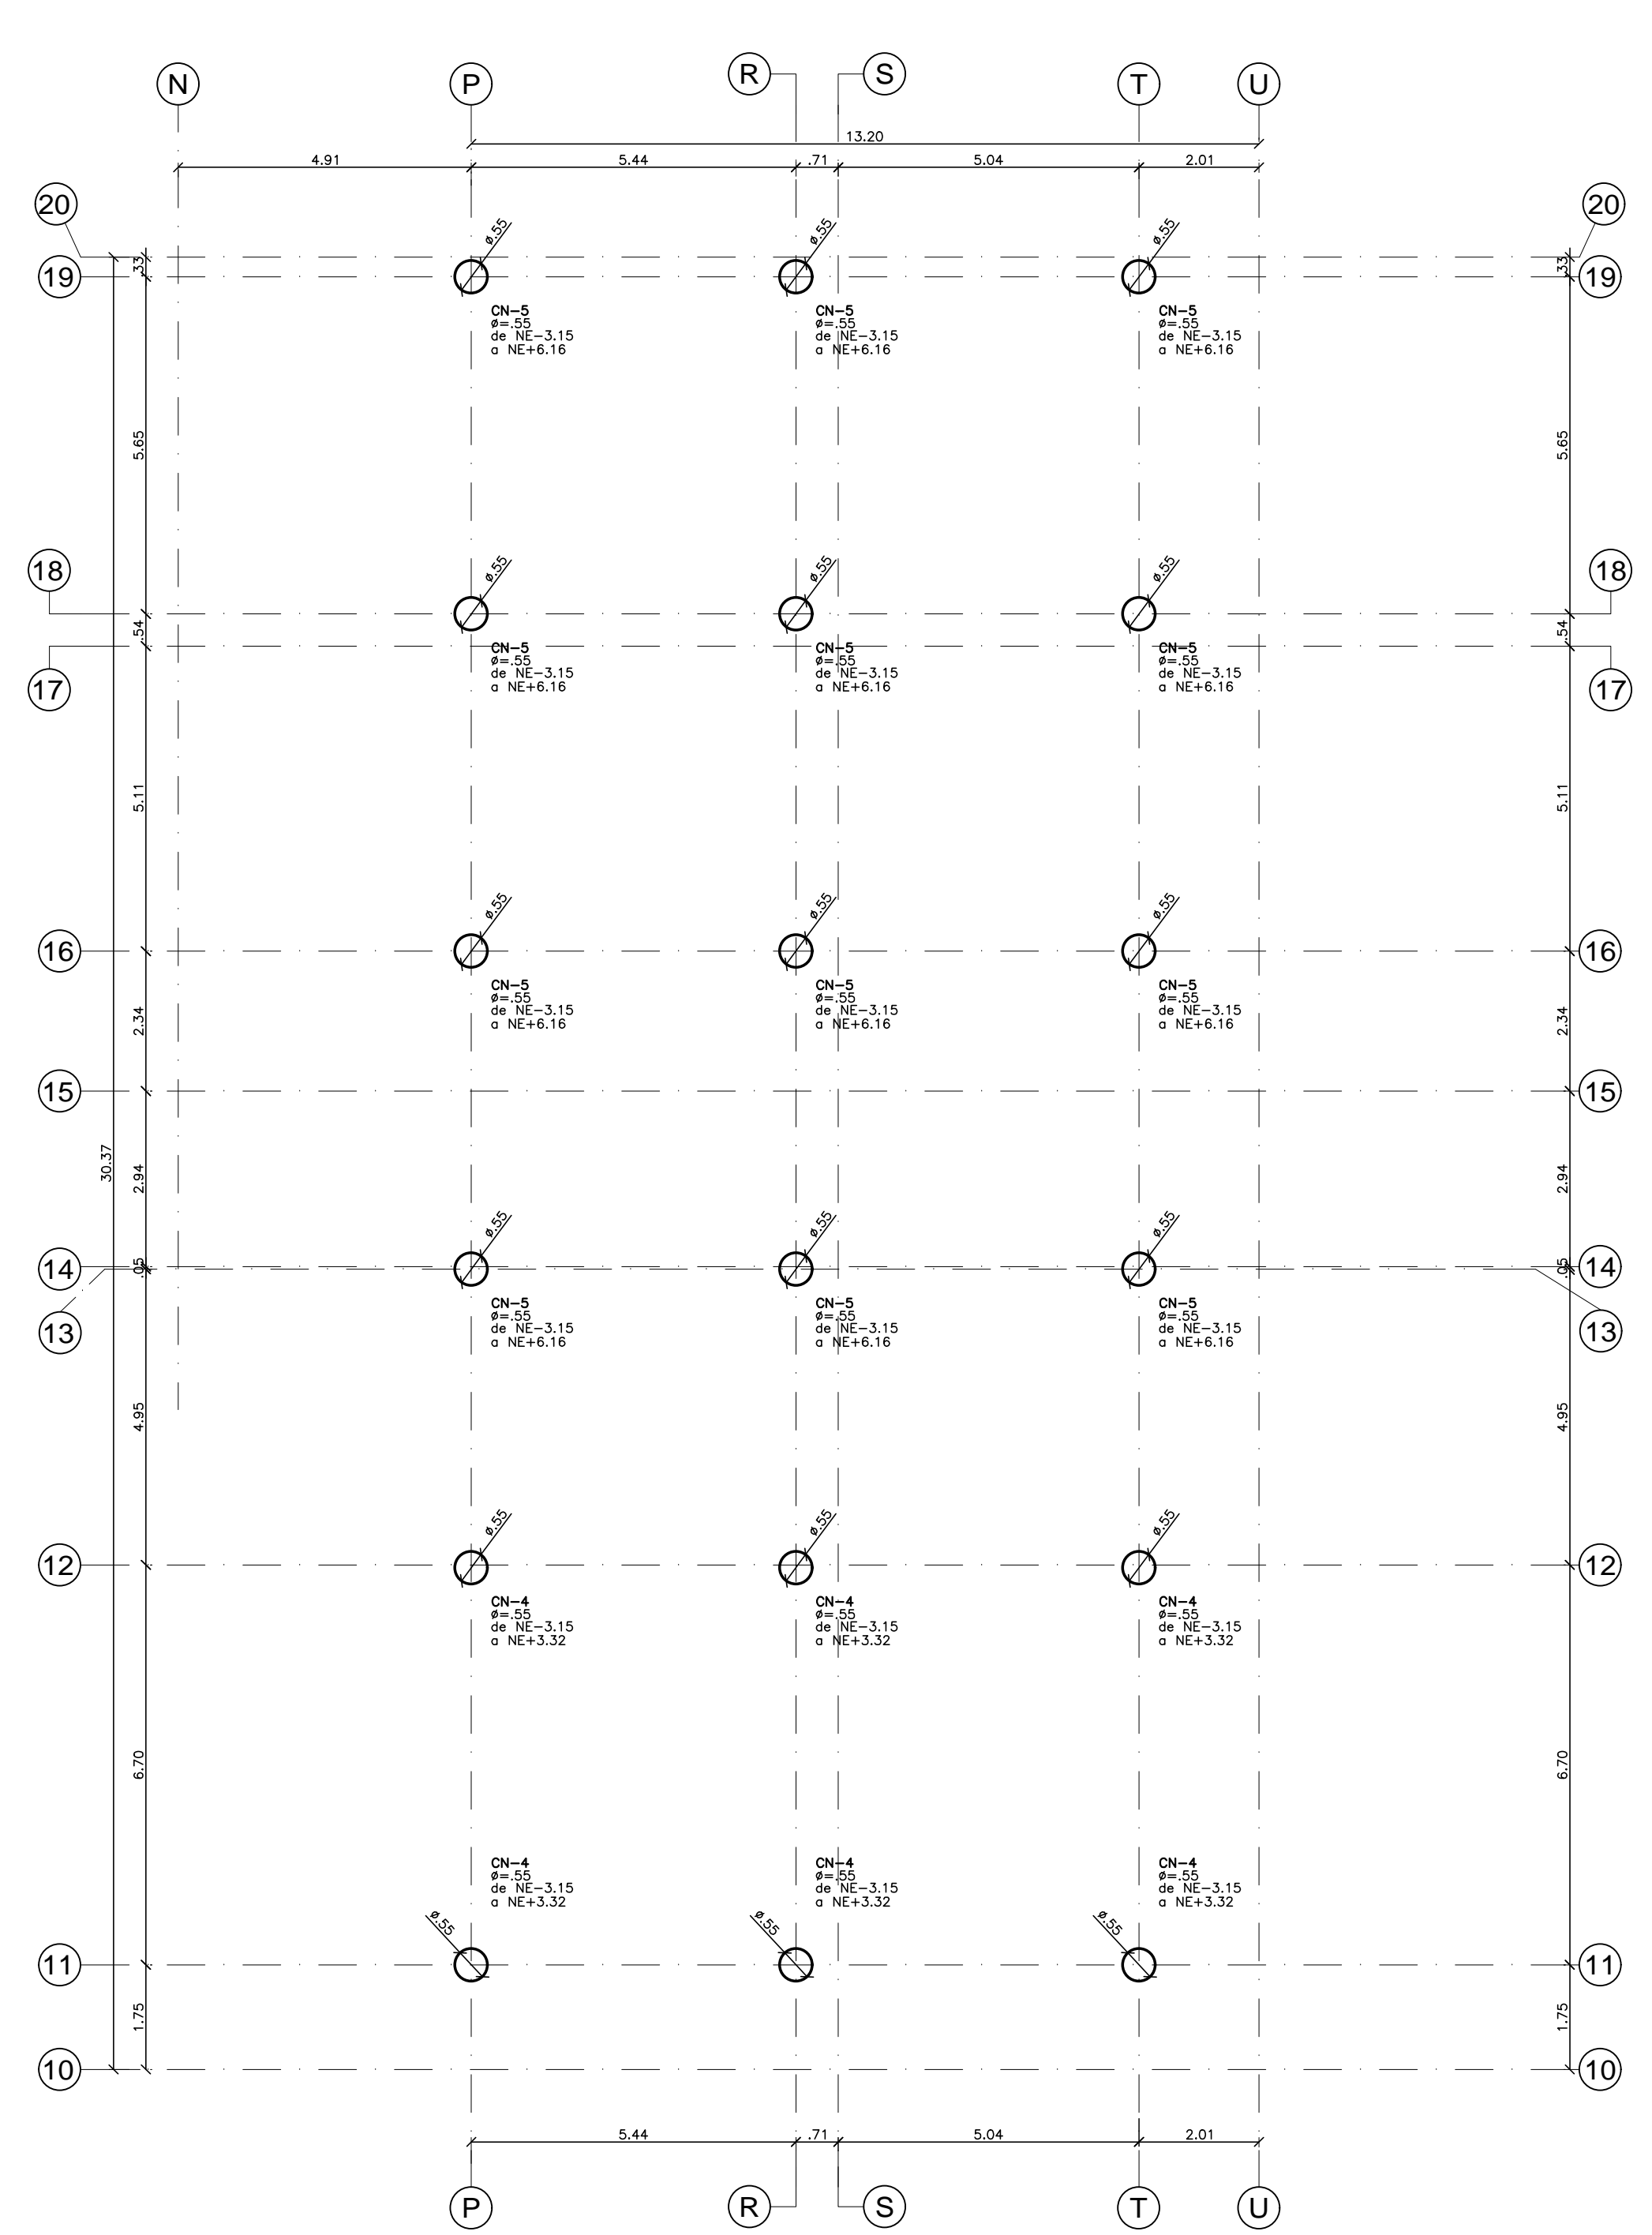 N
P
R
S
T
U
13.20
4.91
5.44
.71
5.04
2.01
20
20
.33
.33
19
19
ø.55
ø.55
ø.55
CN-5
ø=.55
de NE-3.15
a NE+6.16
CN-5
ø=.55
de NE-3.15
a NE+6.16
CN-5
ø=.55
de NE-3.15
a NE+6.16
5.65
5.65
18
18
ø.55
ø.55
ø.55
.54
.54
17
17
CN-5
ø=.55
de NE-3.15
a NE+6.16
CN-5
ø=.55
de NE-3.15
a NE+6.16
CN-5
ø=.55
de NE-3.15
a NE+6.16
5.11
5.11
ø.55
ø.55
ø.55
16
16
CN-5
ø=.55
de NE-3.15
a NE+6.16
CN-5
ø=.55
de NE-3.15
a NE+6.16
CN-5
ø=.55
de NE-3.15
a NE+6.16
2.34
2.34
15
15
30.37
2.94
2.94
ø.55
ø.55
ø.55
14
14
.05
.05
13
13
CN-5
ø=.55
de NE-3.15
a NE+6.16
CN-5
ø=.55
de NE-3.15
a NE+6.16
CN-5
ø=.55
de NE-3.15
a NE+6.16
4.95
4.95
ø.55
ø.55
ø.55
12
12
CN-4
ø=.55
de NE-3.15
a NE+3.32
CN-4
ø=.55
de NE-3.15
a NE+3.32
CN-4
ø=.55
de NE-3.15
a NE+3.32
6.70
6.70
CN-4
ø=.55
de NE-3.15
a NE+3.32
CN-4
ø=.55
de NE-3.15
a NE+3.32
CN-4
ø=.55
de NE-3.15
a NE+3.32
ø.55
ø.55
ø.55
11
11
1.75
1.75
10
10
5.44
.71
5.04
2.01
P
R
S
T
U